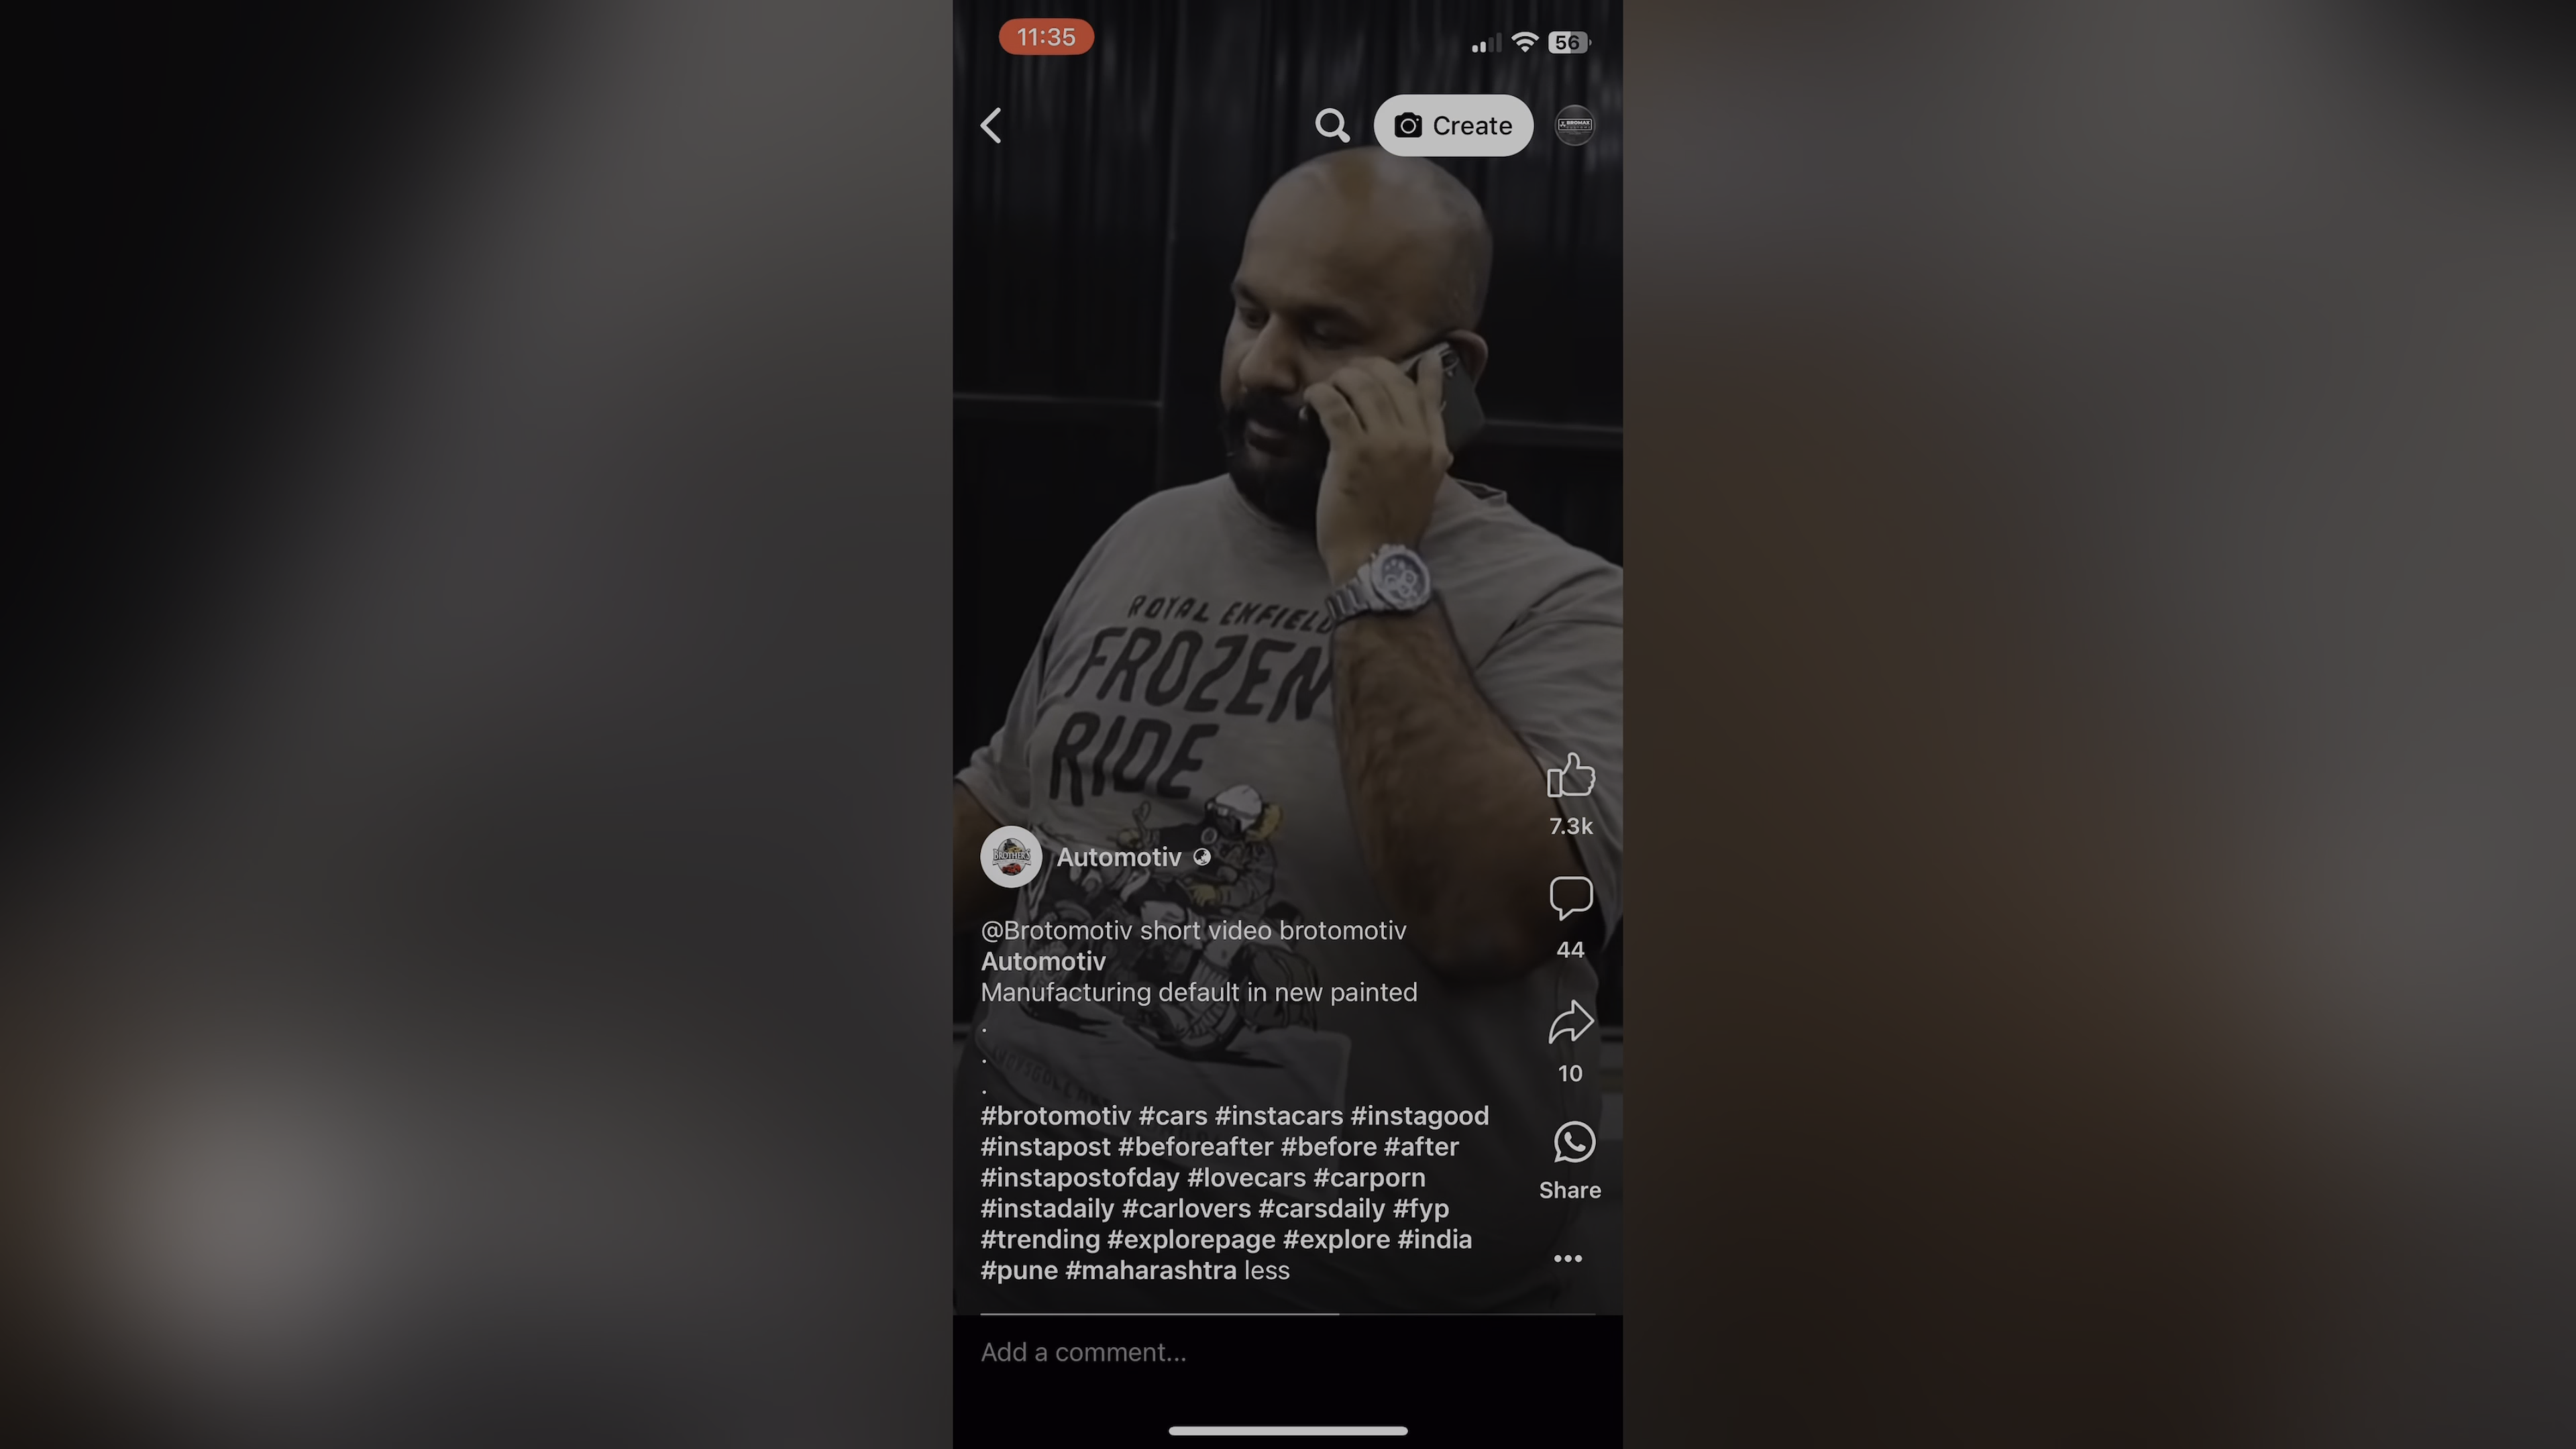 11:35
56
Create
BROMAX
ROYAL ENFIELD
FROZEN
RIDE
7.3k
BROTHERS
Automotiv
@Brotomotiv short video brotomotiv
Automotiv
44
Manufacturing default in new painted
.
.
10
.
#brotomotiv #cars #instacars #instagood
#instapost #beforeafter #before #after
#instapostofday #lovecars #carporn
Share
#instadaily #carlovers #carsdaily #fyp
#trending #explorepage #explore #india
#pune #maharashtra less
Add a comment...